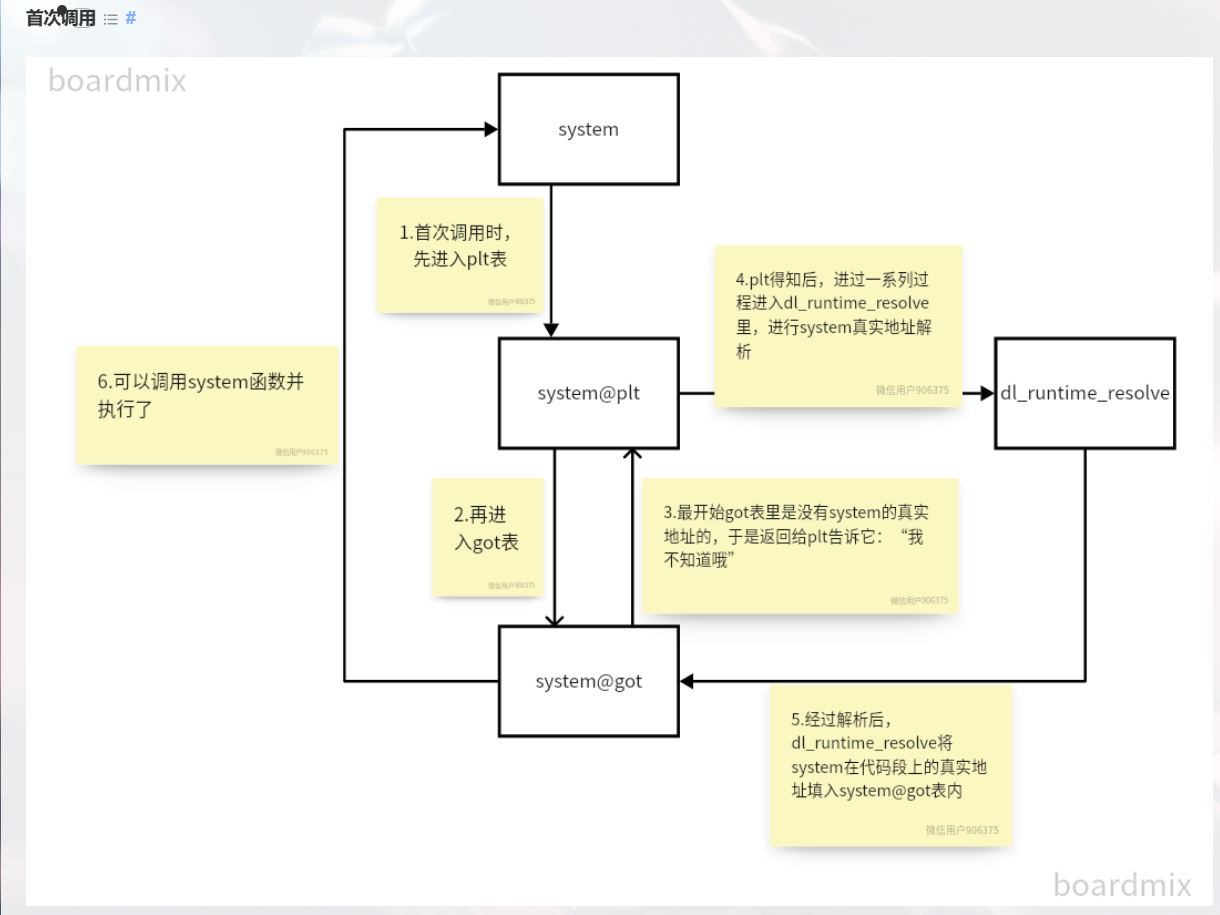 首次调用 #
boardmix
system
1.首次调用时，
先进入plt表
微信用户906375
4.plt得知后，进过一系列过
程进入dl_runtime_resolve
里，进行system真实地址解
析
微信用户906375
6.可以调用system函数并
执行了
微信用户906375
system@plt
dl_runtime_resolve
2.再进
入got表
微信用户906375
3.最开始got表里是没有system的真实
地址的，于是返回给plt告诉它：“我
不知道哦”
微信用户906375
system@got
5.经过解析后，
dl_runtime_resolve将
system在代码段上的真实地
址填入system@got表内
微信用户906375
boardmix